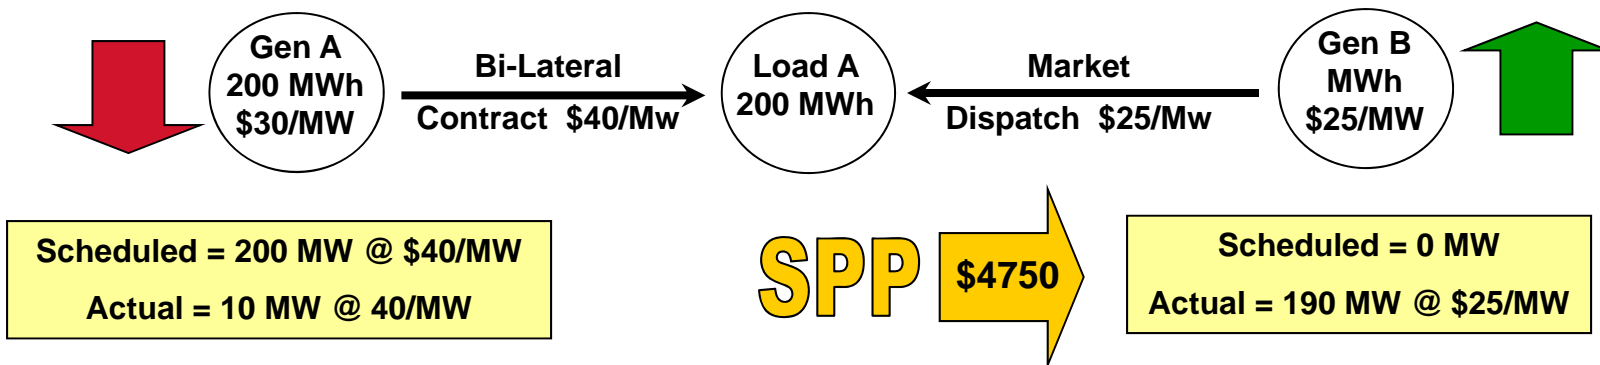 Gen A
200 MWh
$30/MW
Bi-Lateral
Contract $40/Mw
Load A
200 MWh
Market
Dispatch $25/Mw
Gen B
MWh
$25/MW
Scheduled = 200 MW @ $40/MW
Actual = 10 MW @ 40/MW
SPP
$4750
Scheduled = 0 MW
Actual = 190 MW @ $25/MW